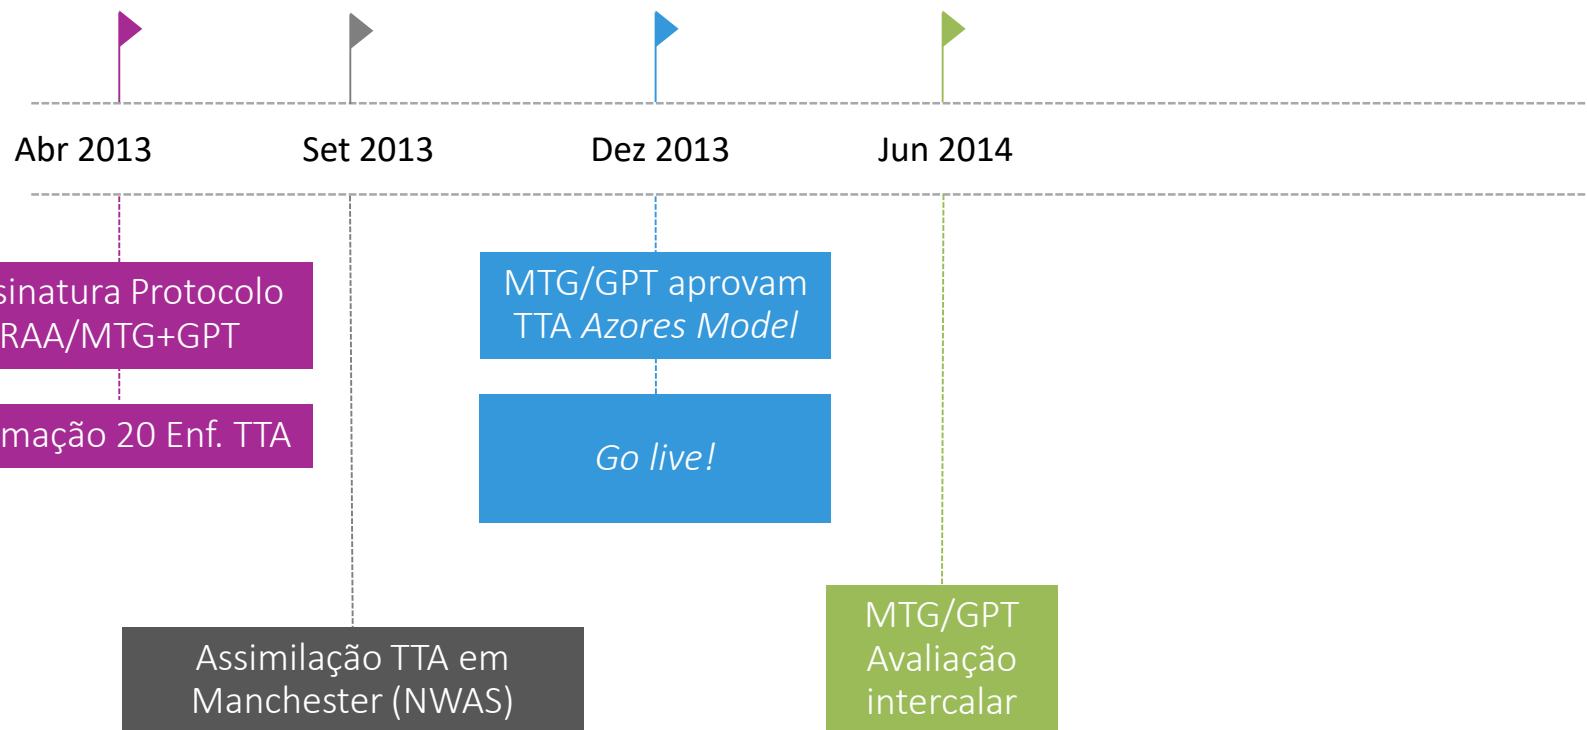 Abr 2013
Set 2013
Dez 2013
Jun 2014
sinatura Protocolo
RAA/MTG+GPT
mação 20 Enf. TTA
MTG/GPT aprovam
TTA Azores Model
Go live!
Assimilação TTA em
Manchester (NWAS)
MTG/GPT
Avaliação
intercalar